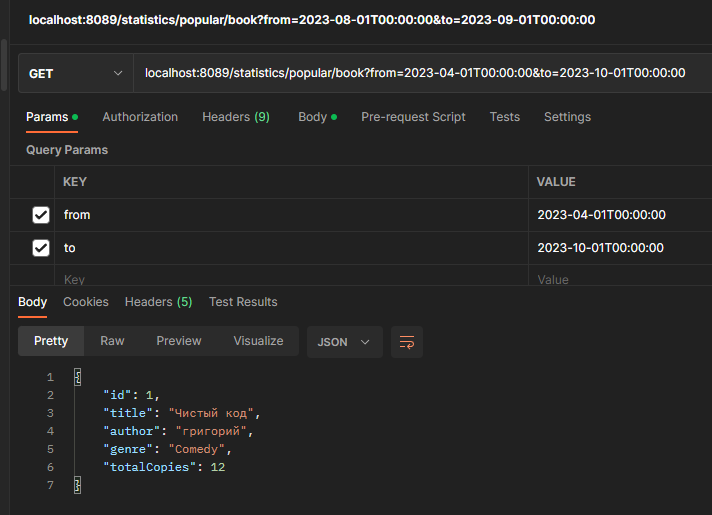 localhost:8089/statistics/popular/book?from=2023-08-01T00:00:00&to=2023-09-01T00:00:00
GET localhost:8089/statistics/popular/book?from=2023-04-01T00:00:00&to=2023-10-01T00:00:00
Params Authorization Headers (9) Body Pre-request Script Tests Settings
Query Params
KEY VALUE
from 2023-04-01T00:00:00
to 2023-10-01T00:00:00
Key Value
Body Cookies Headers (5) Test Results
Pretty Raw Preview Visualize JSON
1 {
2 "id": 1,
3 "title": "Чистый код",
4 "author": "григорий",
5 "genre": "Comedy",
6 "totalCopies": 12
7 }